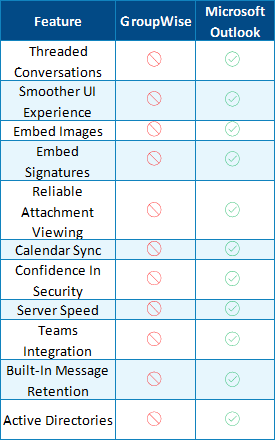 Feature GroupWise Microsoft
Outlook
Threaded
Conversations
Smoother UI
Experience
Embed Images
Embed
Signatures
Reliable
Attachment
Viewing
Calendar Sync
Confidence In
Security
Server Speed
Teams
Integration
Built-In Message
Retention
Active Directories